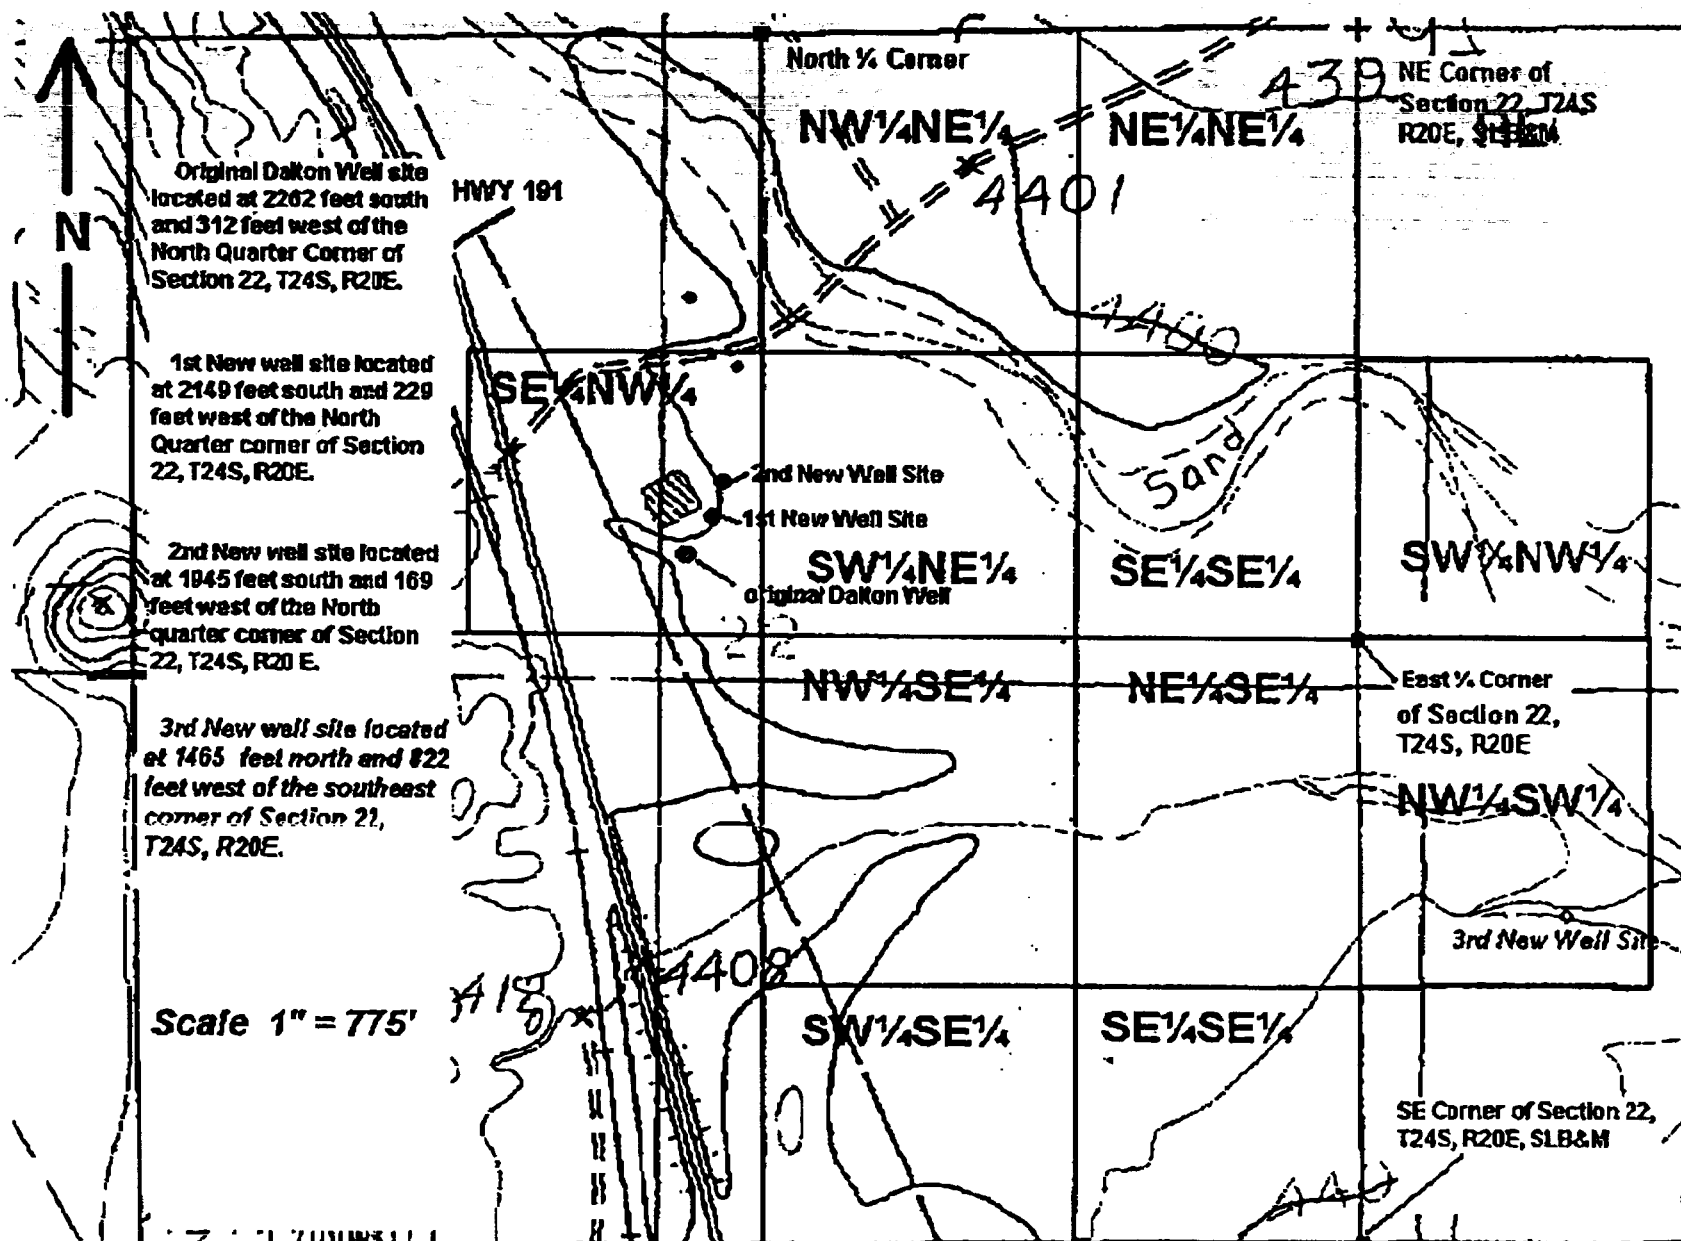 North ¼ Corner
439
NE Corner of
Section 22, T24S
R20E, SLB&M
NW¼NE¼
NE¼NE¼
N
Original Dalton Well site
located at 2262 feet south
and 312 feet west of the
North Quarter Corner of
Section 22, T24S, R20E.
HWY 191
4401
4400
1st New well site located
at 2149 feet south and 229
feet west of the North
Quarter corner of Section
22, T24S, R20E.
SE¼NW¼
Sand
2nd New Well Site
1st New Well Site
SW¼NE¼
SE¼SE¼
SW¼NW¼
original Dalton Well
22
2nd New well site located
at 1945 feet south and 169
feet west of the North
quarter corner of Section
22, T24S, R20 E.
NW¼SE¼
NE¼SE¼
East ¼ Corner
of Section 22,
T24S, R20E
3rd New well site located
at 1465 feet north and 822
feet west of the southeast
corner of Section 21,
T24S, R20E.
NW¼SW¼
3rd New Well Site
4408
Scale 1" = 775'
SW¼SE¼
SE¼SE¼
SE Corner of Section 22,
T24S, R20E, SLB&M